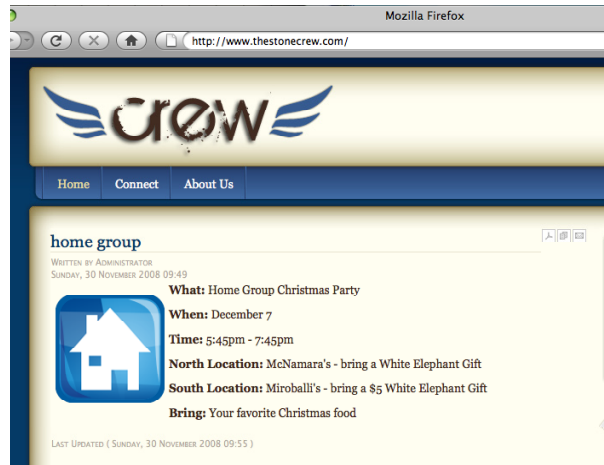 Mozilla Firefox
http://www.thestonecrew.com/
crew
Home Connect About Us
home group
Written by Administrator
Sunday, 30 November 2008 09:49
What: Home Group Christmas Party
When: December 7
Time: 5:45pm - 7:45pm
North Location: McNamara's - bring a White Elephant Gift
South Location: Miroballi's - bring a $5 White Elephant Gift
Bring: Your favorite Christmas food
Last Updated ( Sunday, 30 November 2008 09:55 )